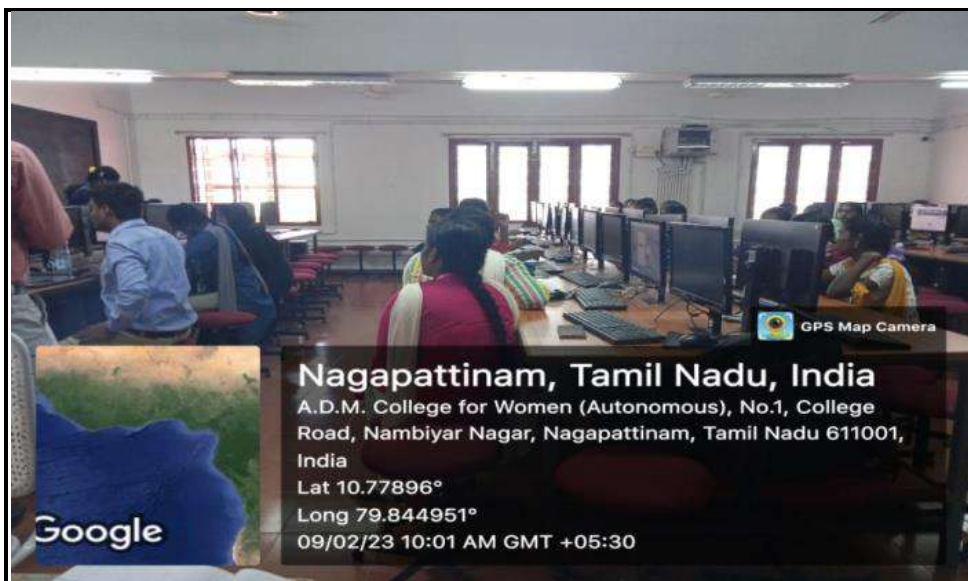 GPS Map Camera
Nagapattinam, Tamil Nadu, India
A.D.M. College for Women (Autonomous), No.1, College
Road, Nambiyar Nagar, Nagapattinam, Tamil Nadu 611001,
India
Lat 10.77896°
Long 79.844951°
09/02/23 10:01 AM GMT +05:30
Google